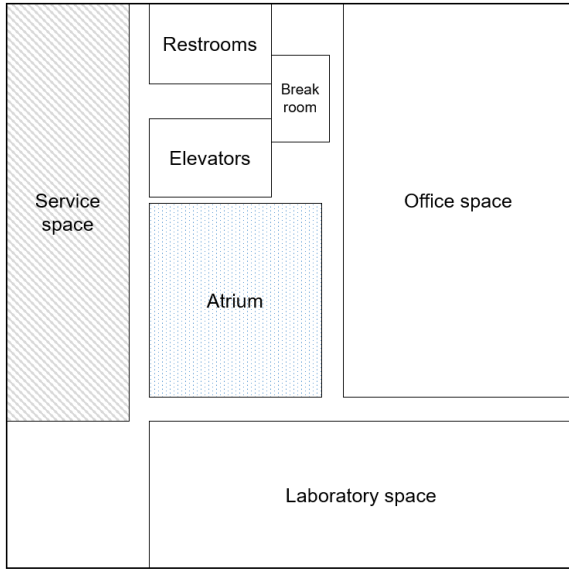 Restrooms
Break
room
Elevators
Service
space
Office space
Atrium
Laboratory space